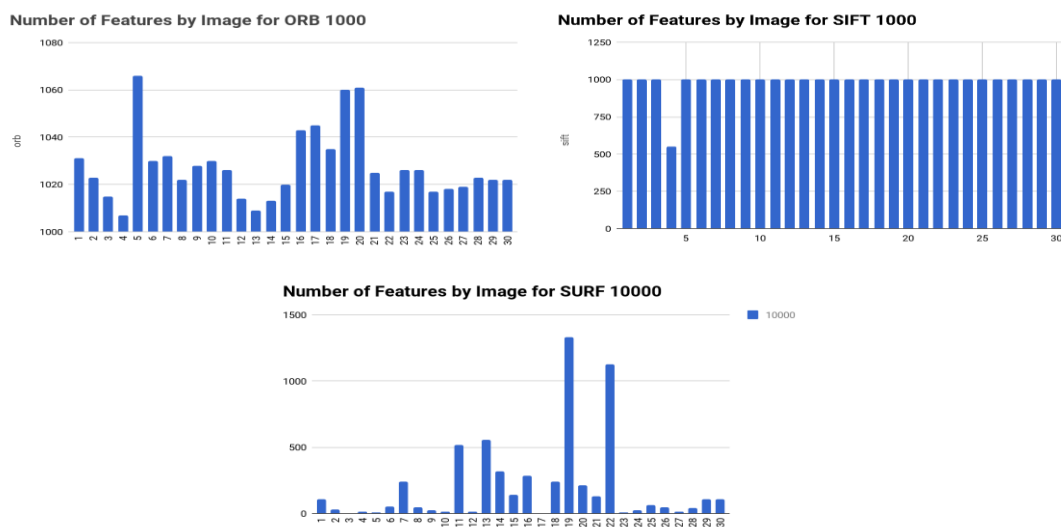 Number of Features by Image for ORB 1000
1080
1060
1040
1020
1000
orb
1 2 3 4 5 6 7 8 9 10 11 12 13 14 15 16 17 18 19 20 21 22 23 24 25 26 27 28 29 30
Number of Features by Image for SIFT 1000
1250
1000
750
500
250
0
sift
5 10 15 20 25 30
Number of Features by Image for SURF 10000
10000
1500
1000
500
0
1 2 3 4 5 6 7 8 9 10 11 12 13 14 15 16 17 18 19 20 21 22 23 24 25 26 27 28 29 30